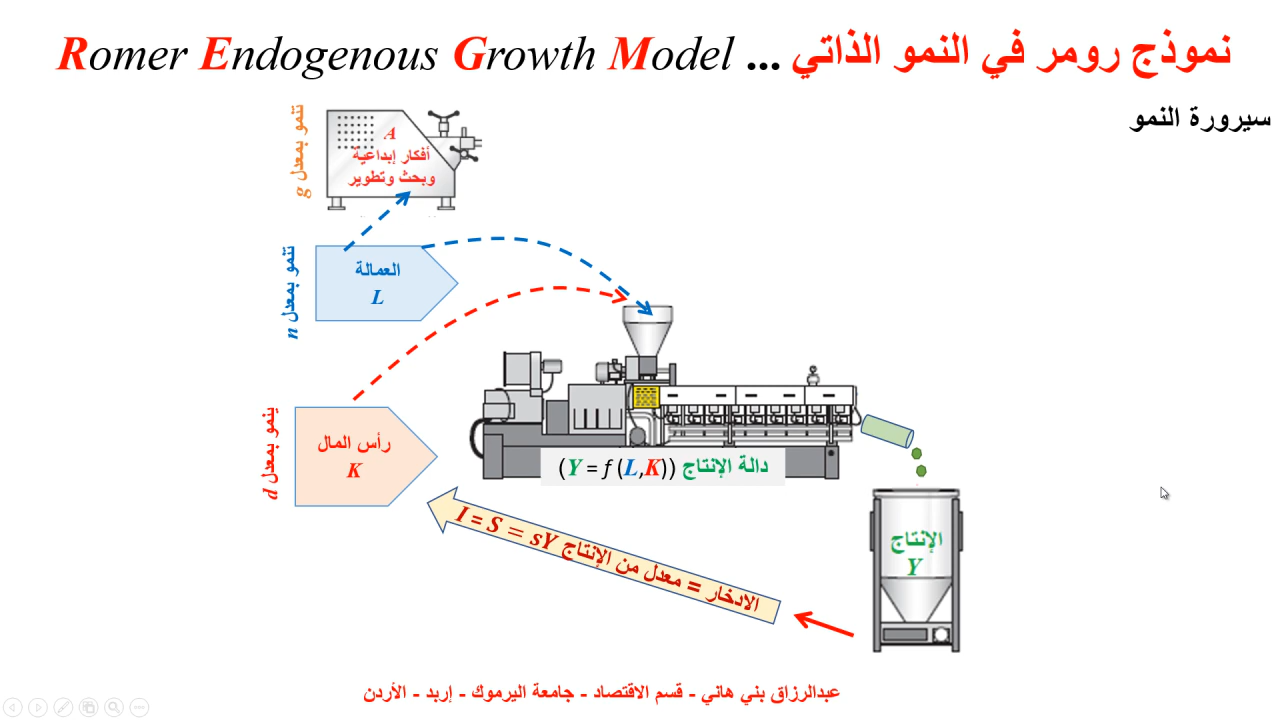 Romer Endogenous Growth Model ... نموذج رومر في النمو الذاتي
سيرورة النمو
تنمو بمعدل g
A
أفكار إبداعية
وبحث وتطوير
تنمو بمعدل n
العمالة
L
ينمو بمعدل d
رأس المال
K
دالة الإنتاج (Y = f (L,K))
الادخار = معدل من الإنتاج I = S = sY
الإنتاج
Y
عبدالرزاق بني هاني - قسم الاقتصاد - جامعة اليرموك - إربد - الأردن